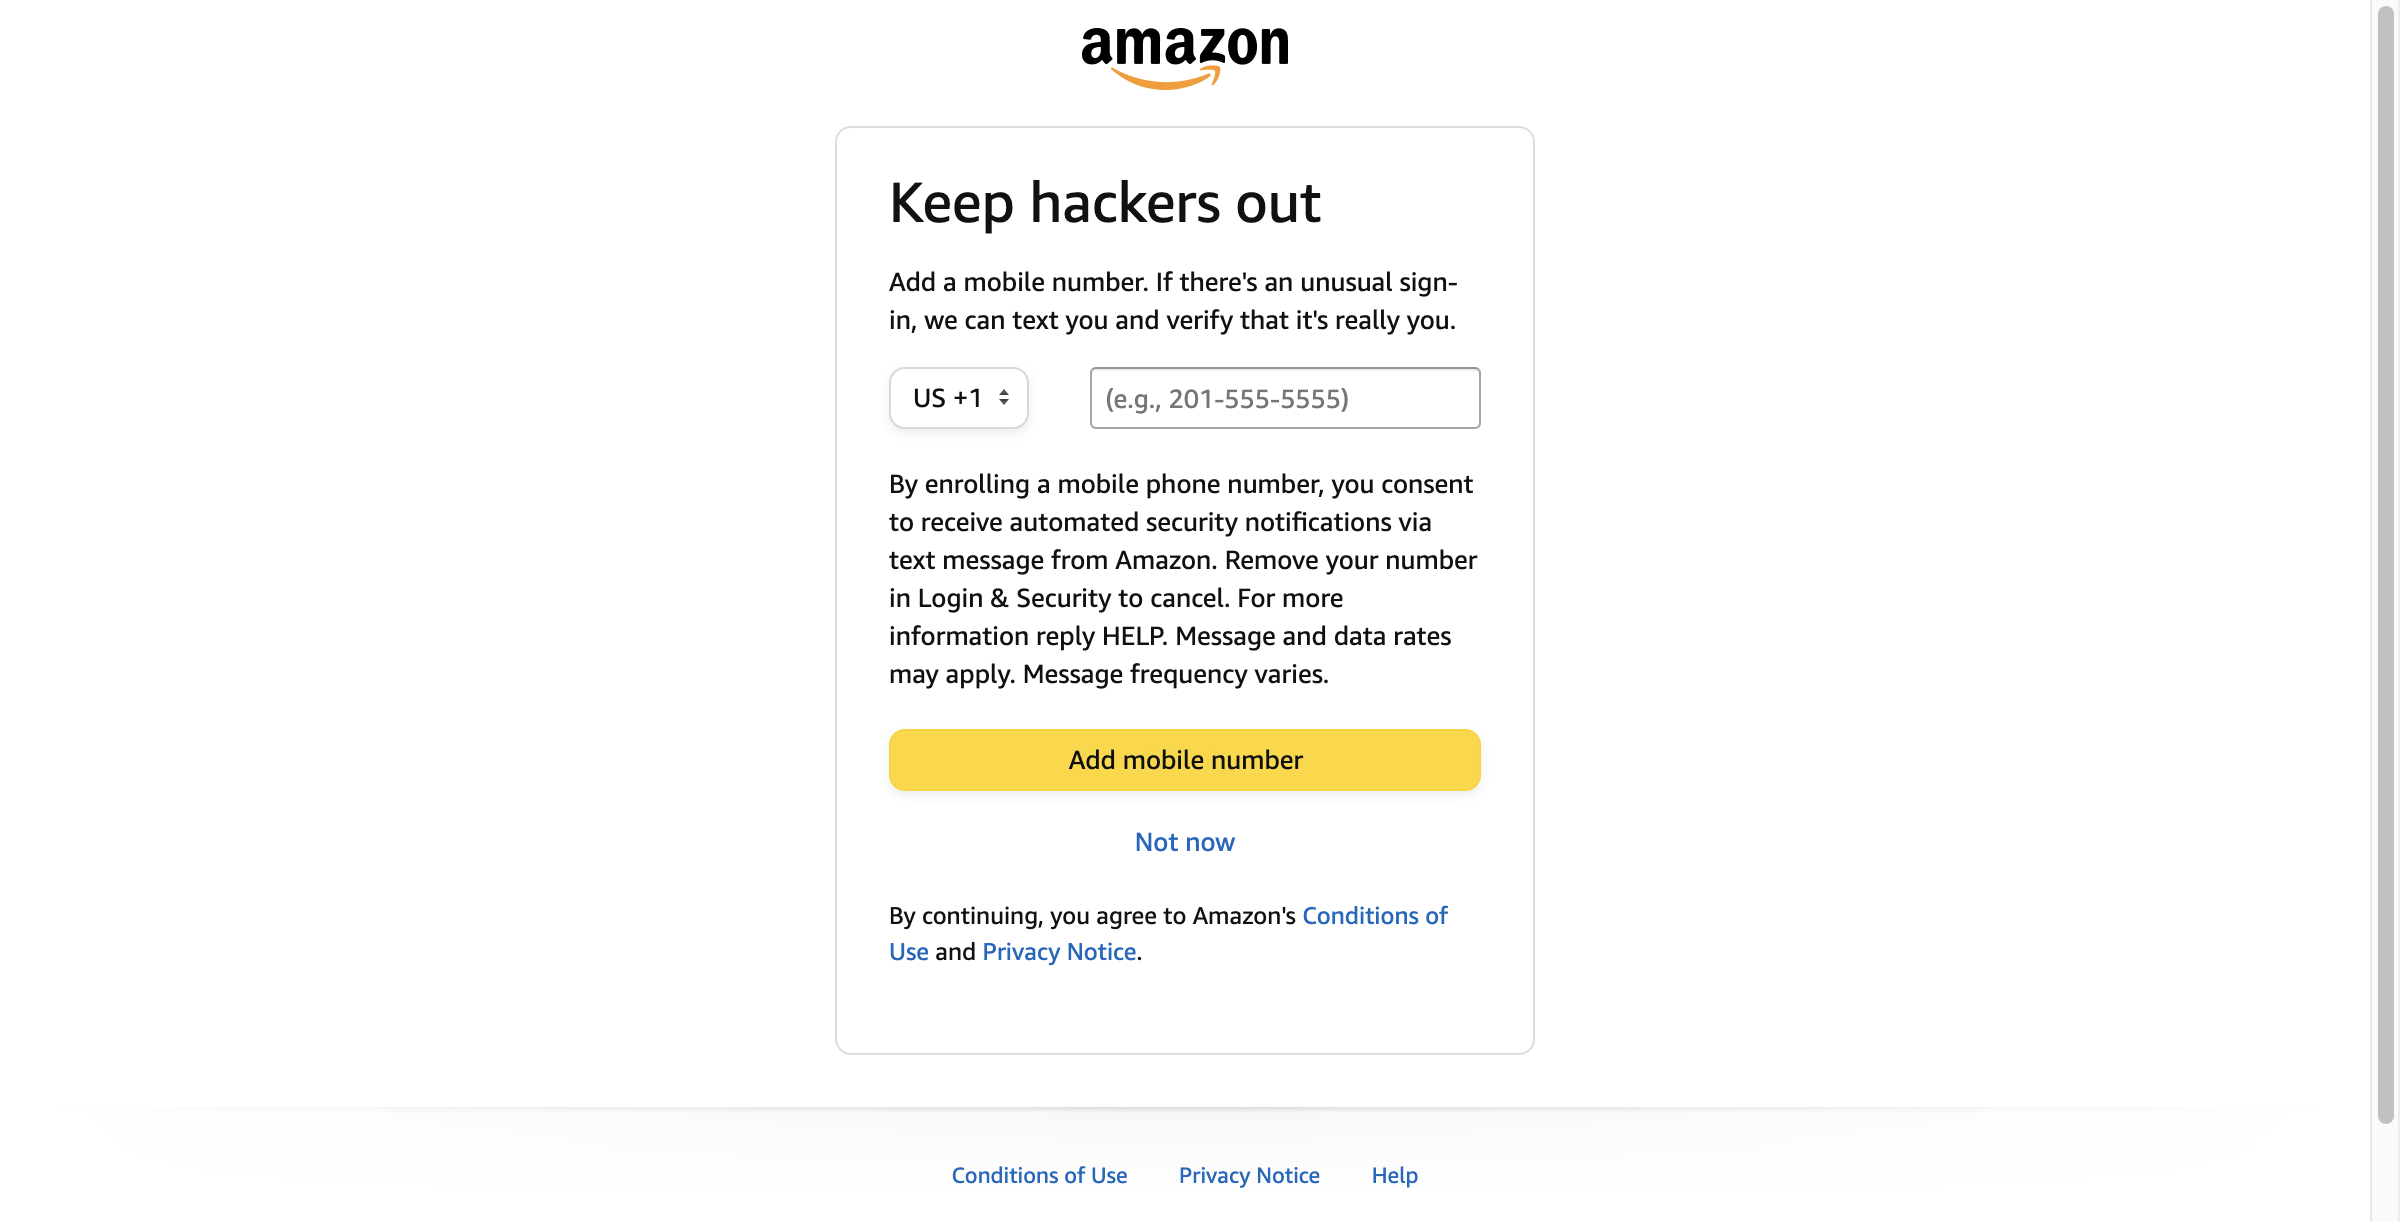 amazon
Keep hackers out
Add a mobile number. If there's an unusual sign-
in, we can text you and verify that it's really you.
US +1
(e.g., 201-555-5555)
By enrolling a mobile phone number, you consent
to receive automated security notifications via
text message from Amazon. Remove your number
in Login & Security to cancel. For more
information reply HELP. Message and data rates
may apply. Message frequency varies.
Add mobile number
Not now
By continuing, you agree to Amazon's Conditions of
Use and Privacy Notice.
Conditions of Use Privacy Notice Help